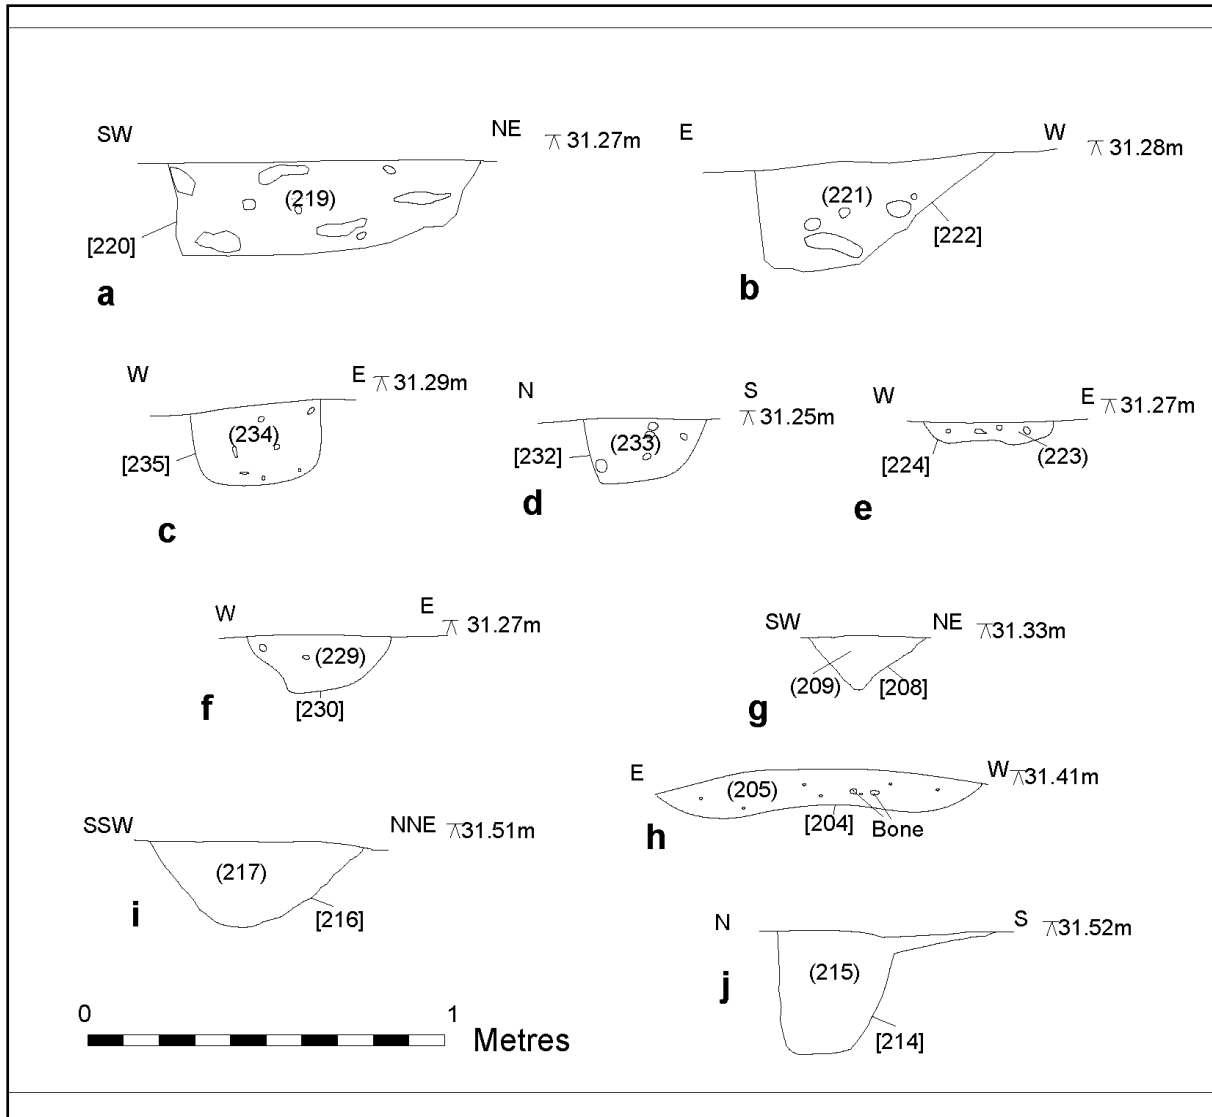 SW NE 31.27m
(219)
[220]
a
E W 31.28m
(221)
[222]
b
W E 31.29m
(234)
[235]
c
N S 31.25m
(233)
[232]
d
W E 31.27m
[224] (223)
e
W E 31.27m
(229)
[230]
f
SW NE 31.33m
(209) [208]
g
E W 31.41m
(205)
[204] Bone
h
SSW NNE 31.51m
(217)
[216]
i
N S 31.52m
(215)
[214]
j
0 1
Metres